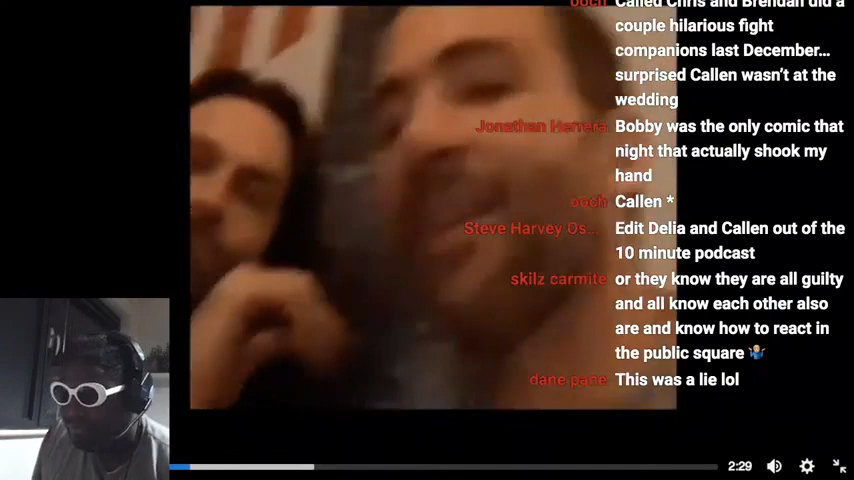 ooch Called Chris and Brendan did a
couple hilarious fight
companions last December...
surprised Callen wasn't at the
wedding
Jonathan Herrera Bobby was the only comic that
night that actually shook my
hand
ooch Callen *
Steve Harvey Os... Edit Delia and Callen out of the
10 minute podcast
skilz carmite or they know they are all guilty
and all know each other also
are and know how to react in
the public square 🤷🏼‍♂️
dane pane This was a lie lol
2:29